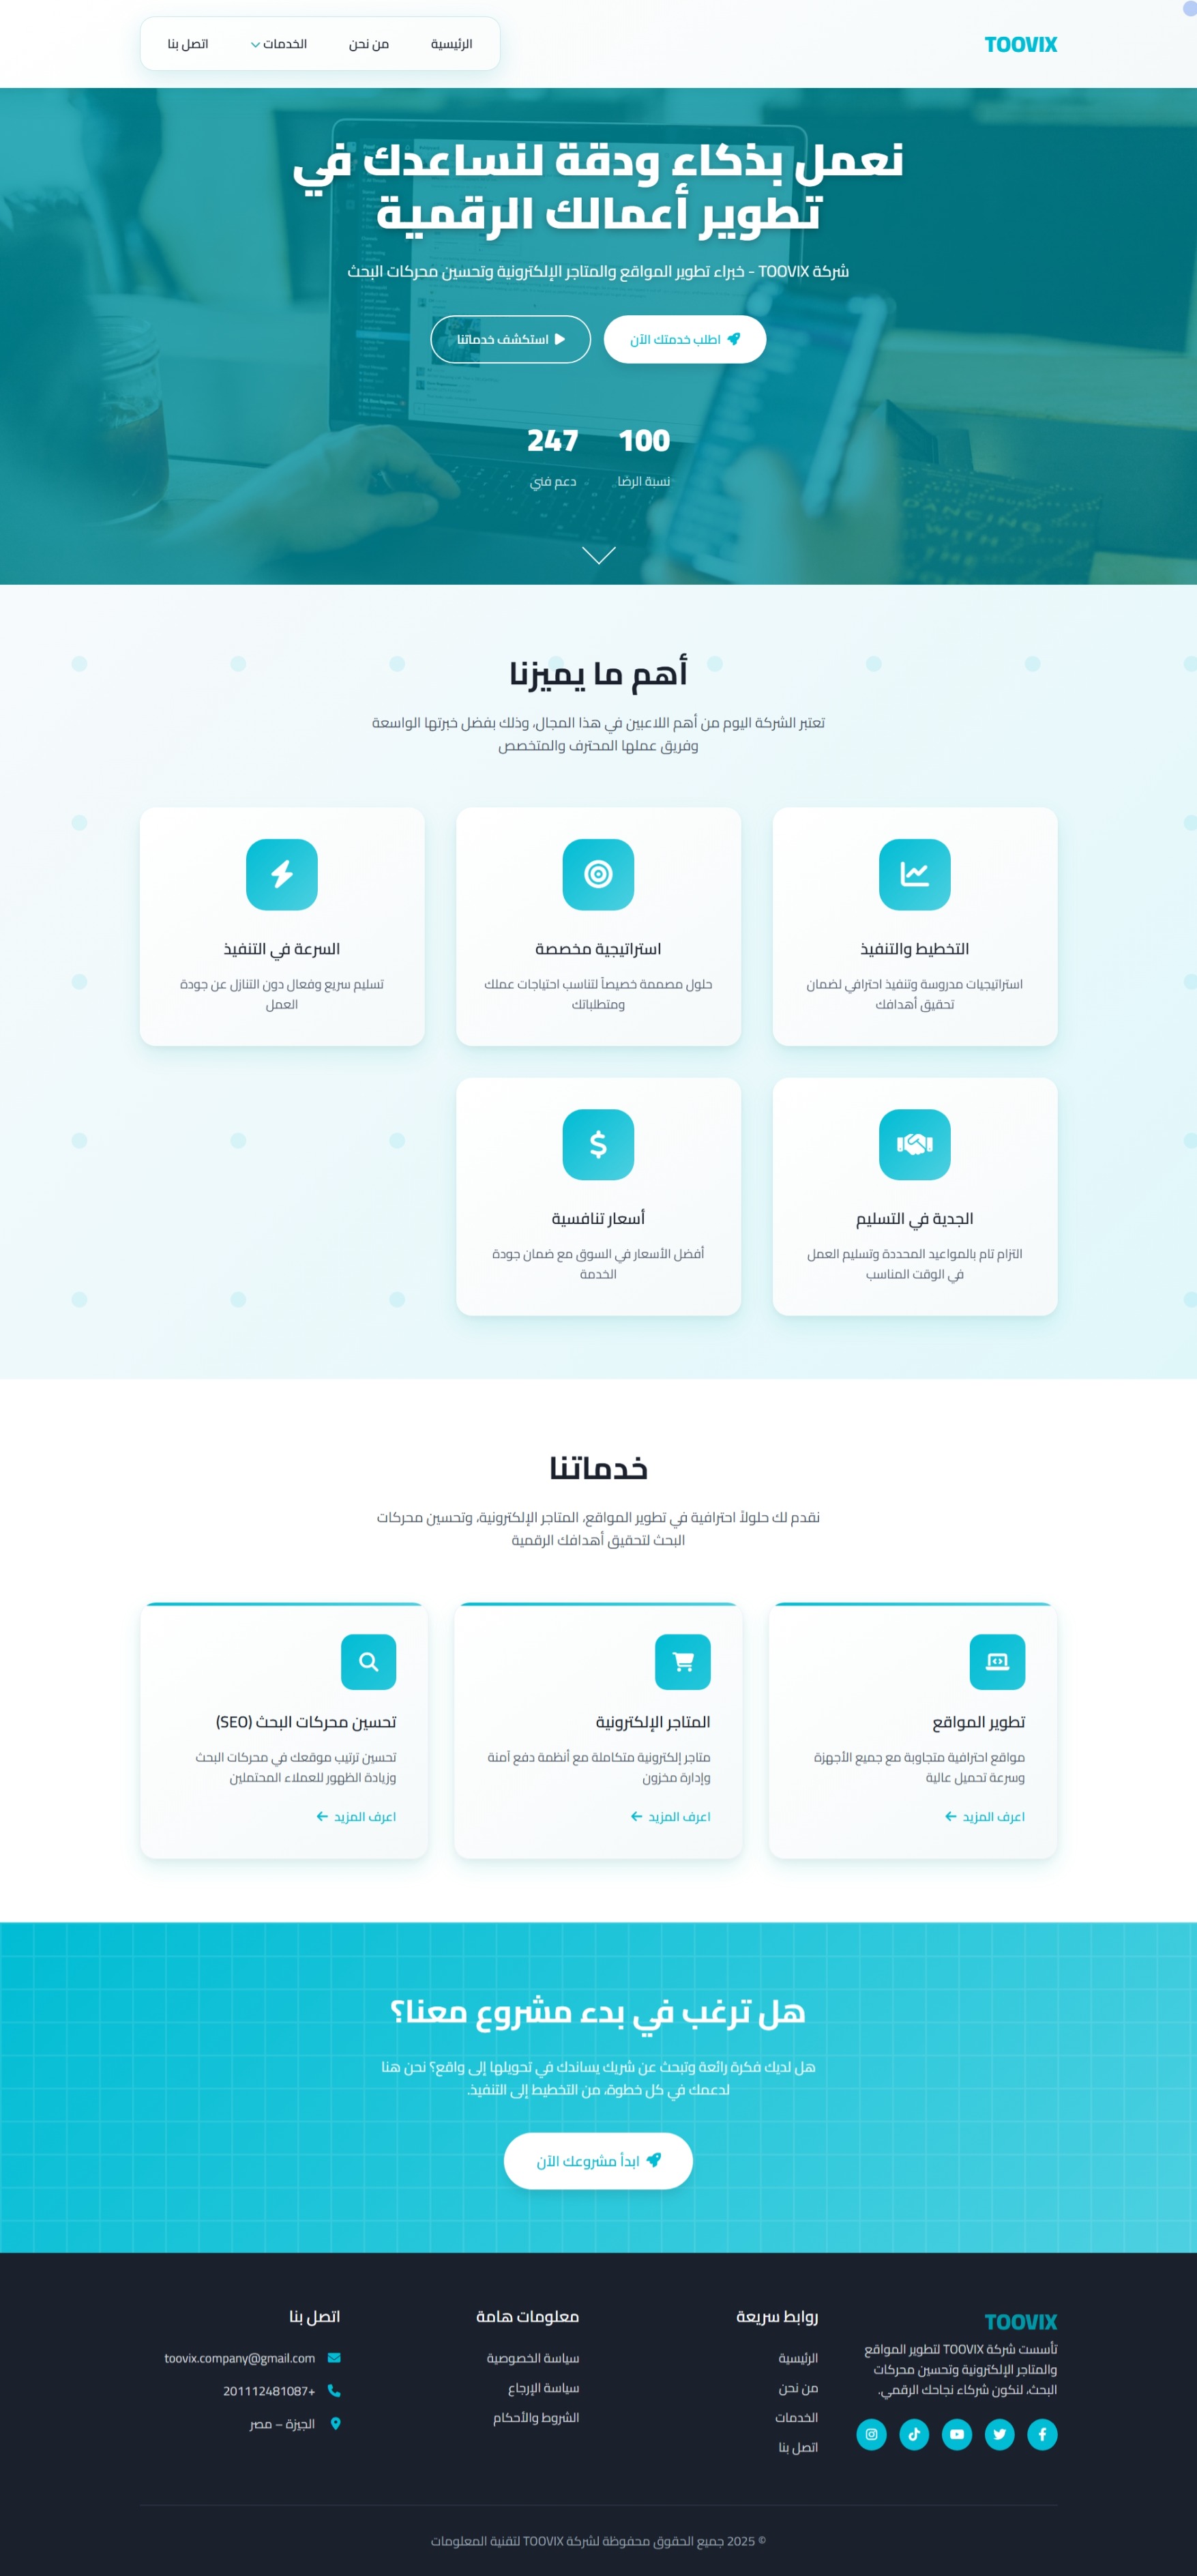 TOOVIX
الرئيسية
من نحن
الخدمات
اتصل بنا
نعمل بذكاء ودقة لنساعدك في
تطوير أعمالك الرقمية
شركة TOOVIX - خبراء تطوير المواقع والمتاجر الإلكترونية وتحسين محركات البحث
اطلب خدمتك الآن
استكشف خدماتنا
100
نسبة الرضا
247
دعم فني
أهم ما يميزنا
تعتبر الشركة اليوم من أهم اللاعبين في هذا المجال، وذلك بفضل خبرتها الواسعة
وفريق عملها المحترف والمتخصص
التخطيط والتنفيذ
استراتيجيات مدروسة وتنفيذ احترافي لضمان
تحقيق أهدافك
استراتيجية مخصصة
حلول مصممة خصيصاً لتناسب احتياجات عملك
ومتطلباتك
السرعة في التنفيذ
تسليم سريع وفعال دون التنازل عن جودة
العمل
الجدية في التسليم
التزام تام بالمواعيد المحددة وتسليم العمل
في الوقت المناسب
أسعار تنافسية
أفضل الأسعار في السوق مع ضمان جودة
الخدمة
خدماتنا
نقدم لك حلولاً احترافية في تطوير المواقع، المتاجر الإلكترونية، وتحسين محركات
البحث لتحقيق أهدافك الرقمية
تطوير المواقع
مواقع احترافية متجاوبة مع جميع الأجهزة
وسرعة تحميل عالية
اعرف المزيد
المتاجر الإلكترونية
متاجر إلكترونية متكاملة مع أنظمة دفع آمنة
وإدارة مخزون
اعرف المزيد
تحسين محركات البحث (SEO)
تحسين ترتيب موقعك في محركات البحث
وزيادة الظهور للعملاء المحتملين
اعرف المزيد
هل ترغب في بدء مشروع معنا؟
هل لديك فكرة رائعة وتبحث عن شريك يساندك في تحويلها إلى واقع؟ نحن هنا
لدعمك في كل خطوة، من التخطيط إلى التنفيذ.
ابدأ مشروعك الآن
TOOVIX
تأسست شركة TOOVIX لتطوير المواقع
والمتاجر الإلكترونية وتحسين محركات
البحث، لنكون شركاء نجاحك الرقمي.
روابط سريعة
الرئيسية
من نحن
الخدمات
اتصل بنا
معلومات هامة
سياسة الخصوصية
سياسة الإرجاع
الشروط والأحكام
اتصل بنا
toovix.company@gmail.com
201112481087+
الجيزة – مصر
© 2025 جميع الحقوق محفوظة لشركة TOOVIX لتقنية المعلومات